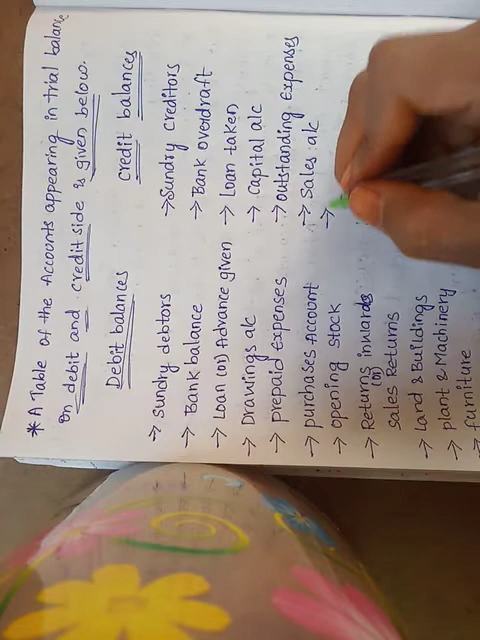 *A Table of the Accounts appearing in trial balance
on debit and credit side is given below.
Debit balances
→ Sundry debtors
→ Bank balance
→ Loan (or) Advance given
→ Drawings a/c
→ prepaid expenses
→ purchases Account
→ opening stock
→ Returns inwards
(or)
Sales Returns
→ Land & Buildings
→ plant & Machinery
→ furniture
Credit balances
→ Sundry creditors
→ Bank overdraft
→ Loan taken
→ Capital a/c
→ Outstanding Expenses
→ Sales a/c
→